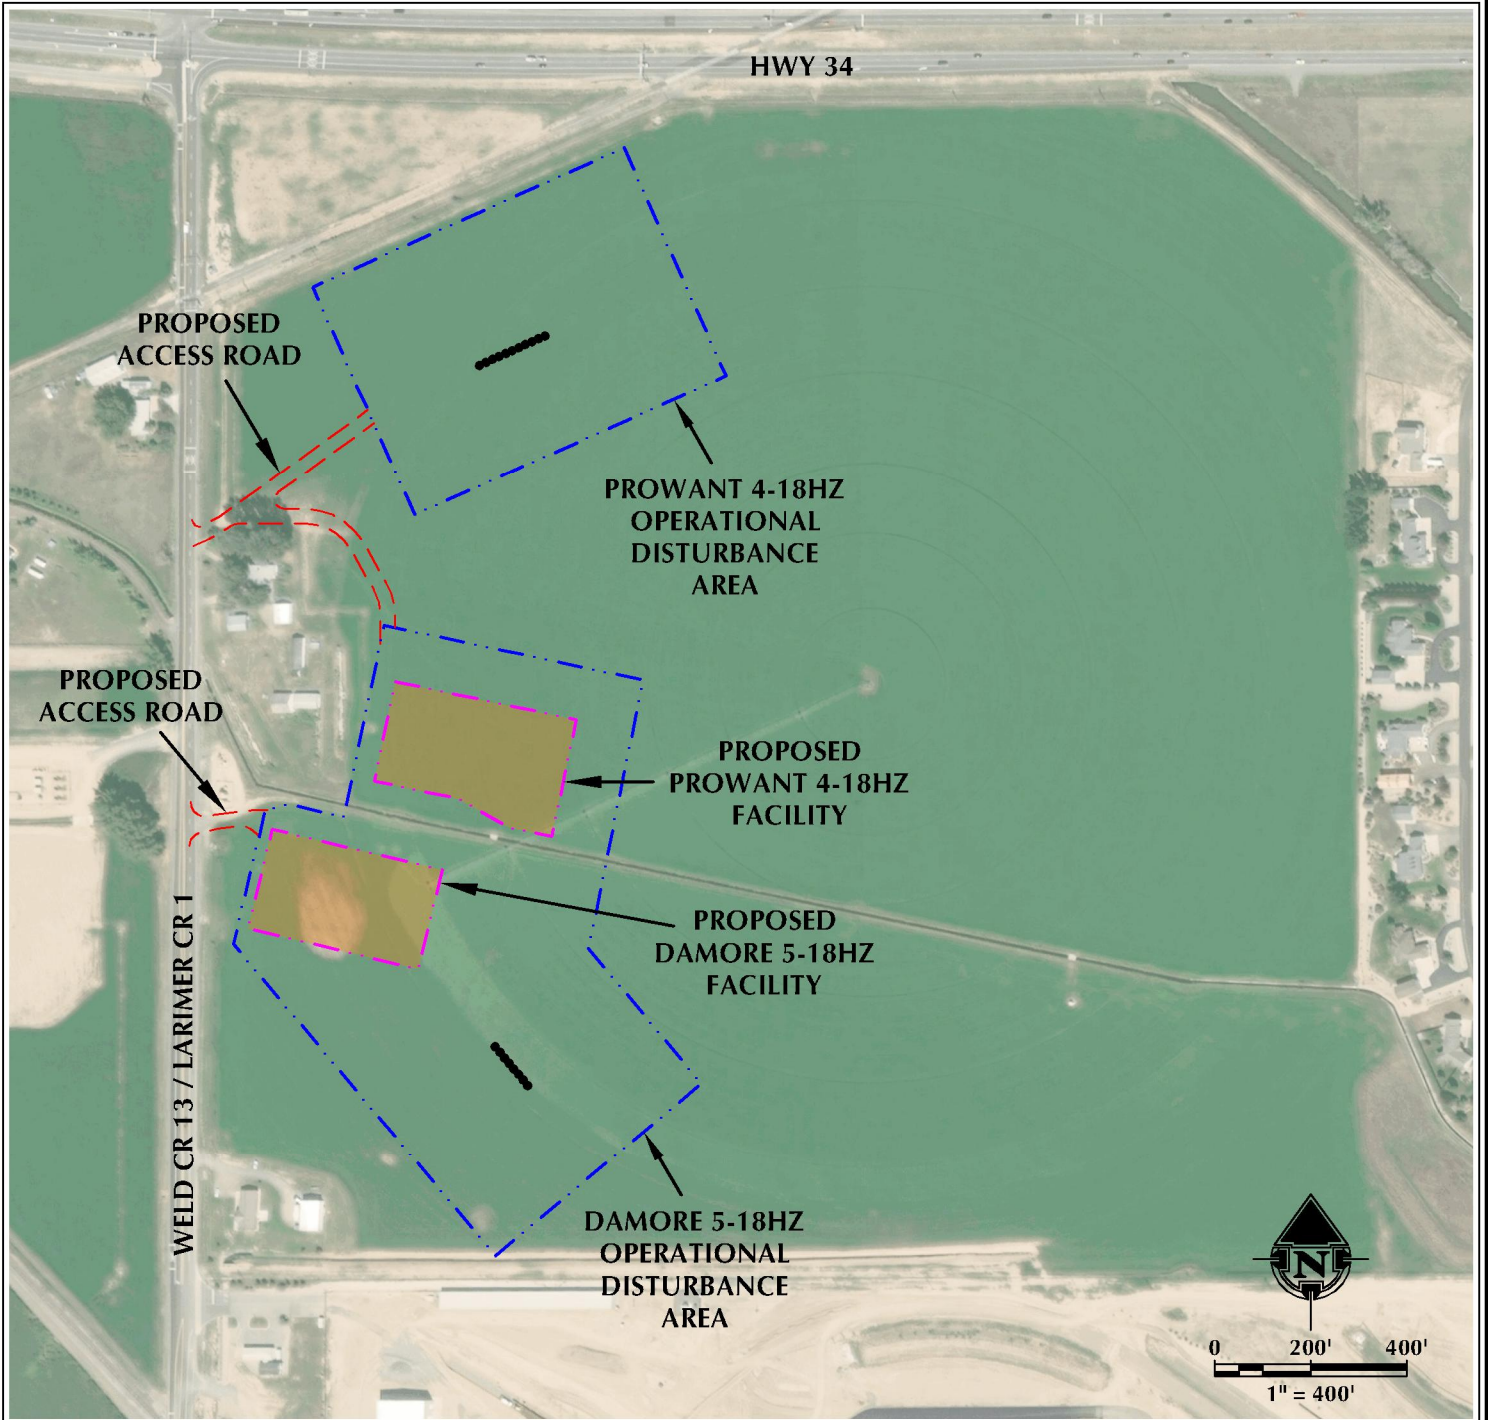 HWY 34
PROPOSED
ACCESS ROAD
PROWANT 4-18HZ
OPERATIONAL
DISTURBANCE
AREA
PROPOSED
ACCESS ROAD
PROPOSED
PROWANT 4-18HZ
FACILITY
PROPOSED
DAMORE 5-18HZ
FACILITY
WELD CR 13 / LARIMER CR 1
DAMORE 5-18HZ
OPERATIONAL
DISTURBANCE
AREA
N
0 200' 400'
1" = 400'